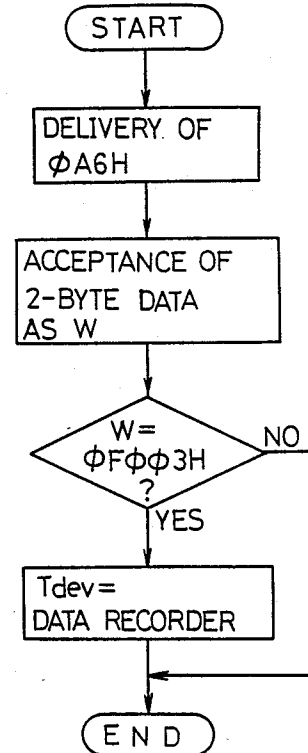 START
DELIVERY OF
ϕA6H
ACCEPTANCE OF
2-BYTE DATA
AS W
W=
ϕFϕϕ3H
?
NO
YES
Tdev=
DATA RECORDER
END